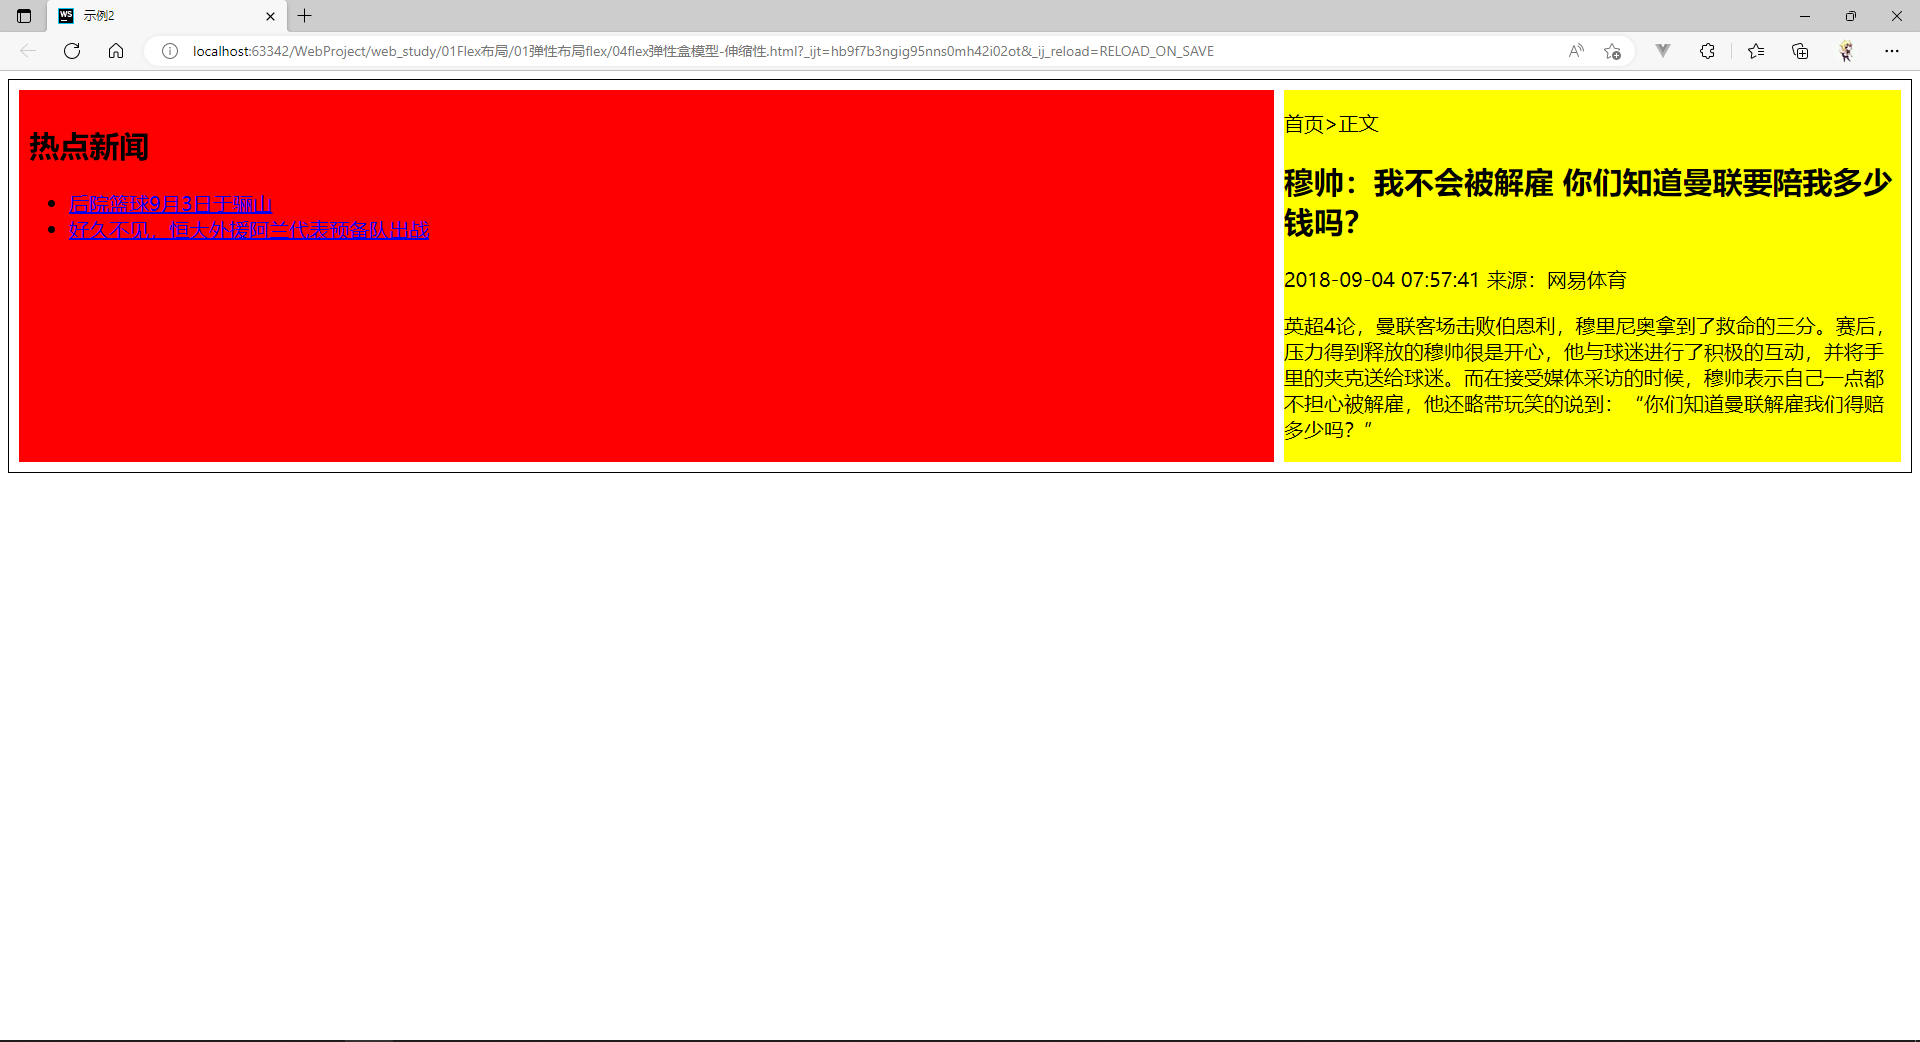 示例2
localhost:63342/WebProject/web_study/01Flex布局/01弹性布局flex/04flex弹性盒模型-伸缩性.html?_ijt=hb9f7b3ngig95nns0mh42i02ot&_ij_reload=RELOAD_ON_SAVE
热点新闻
后院篮球9月3日于骊山
好久不见，恒大外援阿兰代表预备队出战
首页>正文
穆帅：我不会被解雇 你们知道曼联要陪我多少
钱吗？
2018-09-04 07:57:41 来源：网易体育
英超4论，曼联客场击败伯恩利，穆里尼奥拿到了救命的三分。赛后，
压力得到释放的穆帅很是开心，他与球迷进行了积极的互动，并将手
里的夹克送给球迷。而在接受媒体采访的时候，穆帅表示自己一点都
不担心被解雇，他还略带玩笑的说到：“你们知道曼联解雇我们得赔
多少吗？”